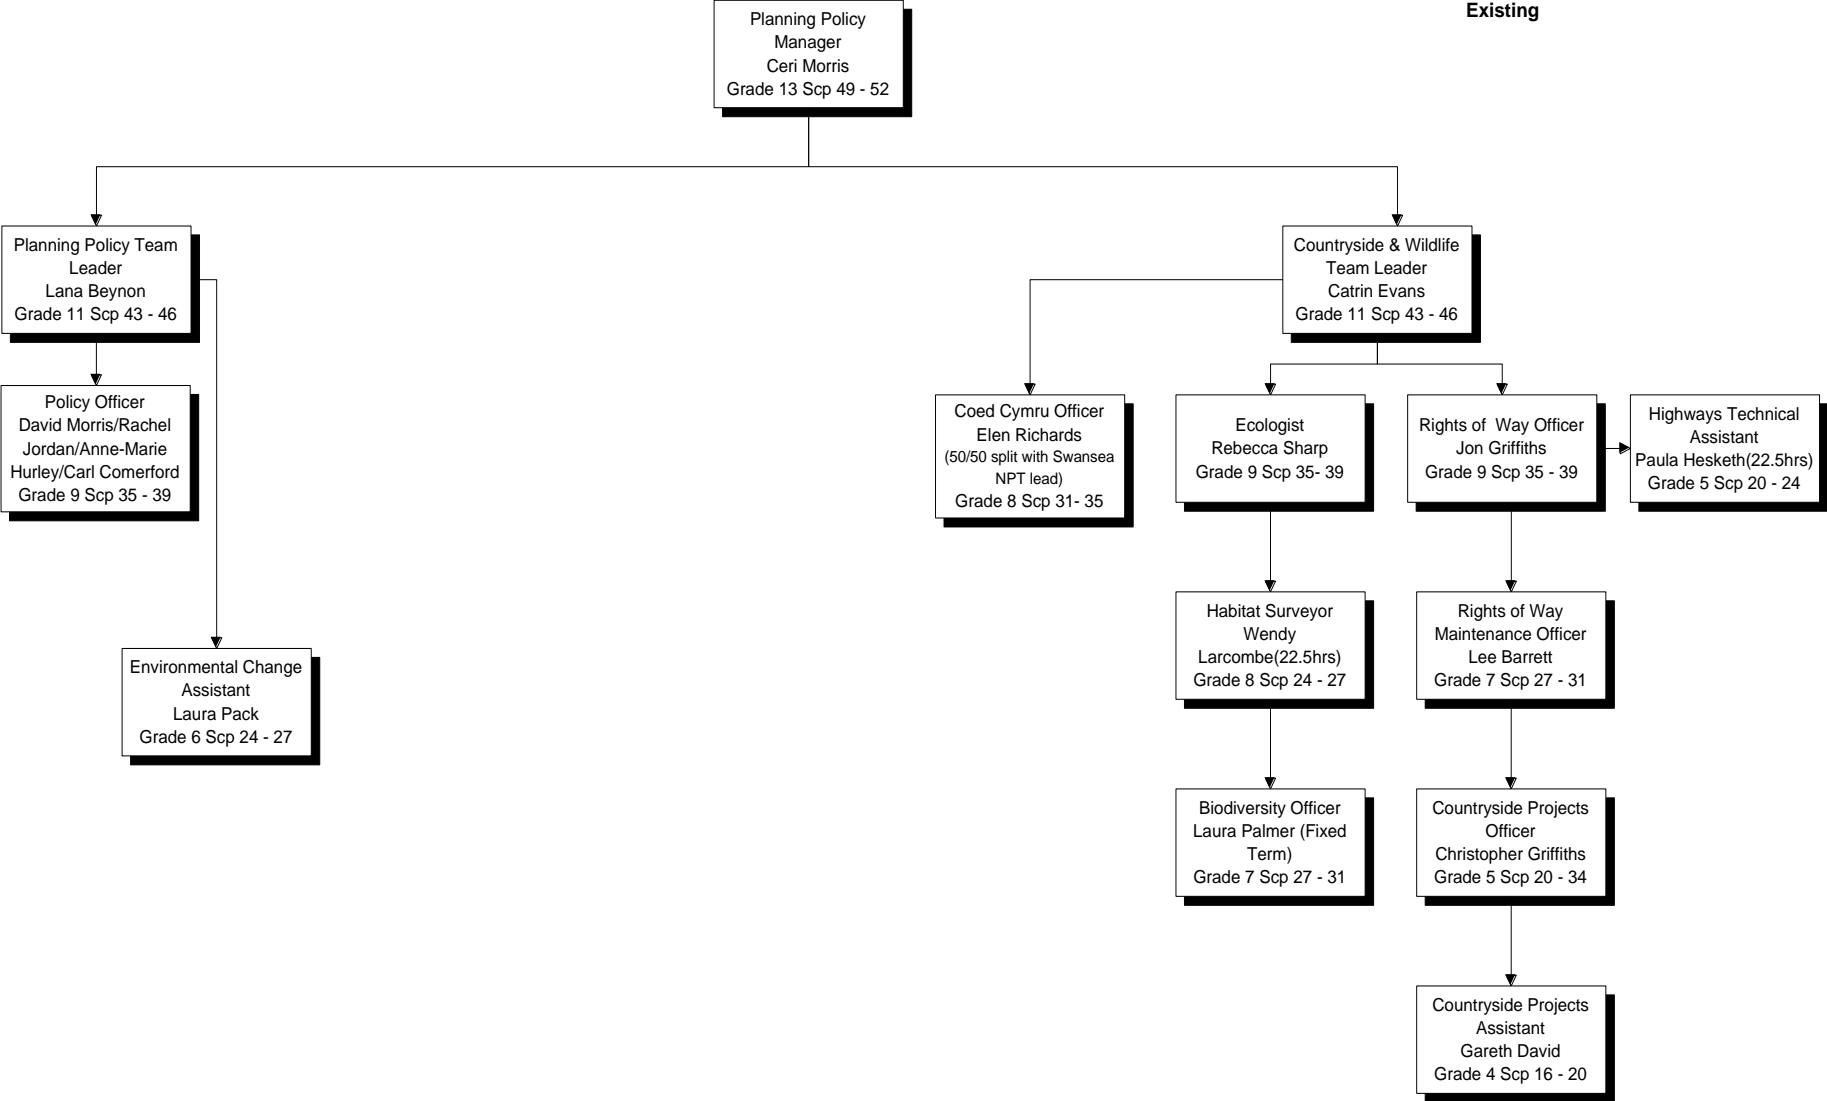 Existing
Planning Policy
Manager
Ceri Morris
Grade 13 Scp 49 - 52
Planning Policy Team
Leader
Lana Beynon
Grade 11 Scp 43 - 46
Countryside & Wildlife
Team Leader
Catrin Evans
Grade 11 Scp 43 - 46
Policy Officer
David Morris/Rachel
Jordan/Anne-Marie
Hurley/Carl Comerford
Grade 9 Scp 35 - 39
Coed Cymru Officer
Elen Richards
(50/50 split with Swansea
NPT lead)
Grade 8 Scp 31- 35
Ecologist
Rebecca Sharp
Grade 9 Scp 35- 39
Rights of  Way Officer
Jon Griffiths
Grade 9 Scp 35 - 39
Highways Technical
Assistant
Paula Hesketh(22.5hrs)
Grade 5 Scp 20 - 24
Environmental Change
Assistant
Laura Pack
Grade 6 Scp 24 - 27
Habitat Surveyor
Wendy
Larcombe(22.5hrs)
Grade 8 Scp 24 - 27
Rights of Way
Maintenance Officer
Lee Barrett
Grade 7 Scp 27 - 31
Biodiversity Officer
Laura Palmer (Fixed
Term)
Grade 7 Scp 27 - 31
Countryside Projects
Officer
Christopher Griffiths
Grade 5 Scp 20 - 34
Countryside Projects
Assistant
Gareth David
Grade 4 Scp 16 - 20